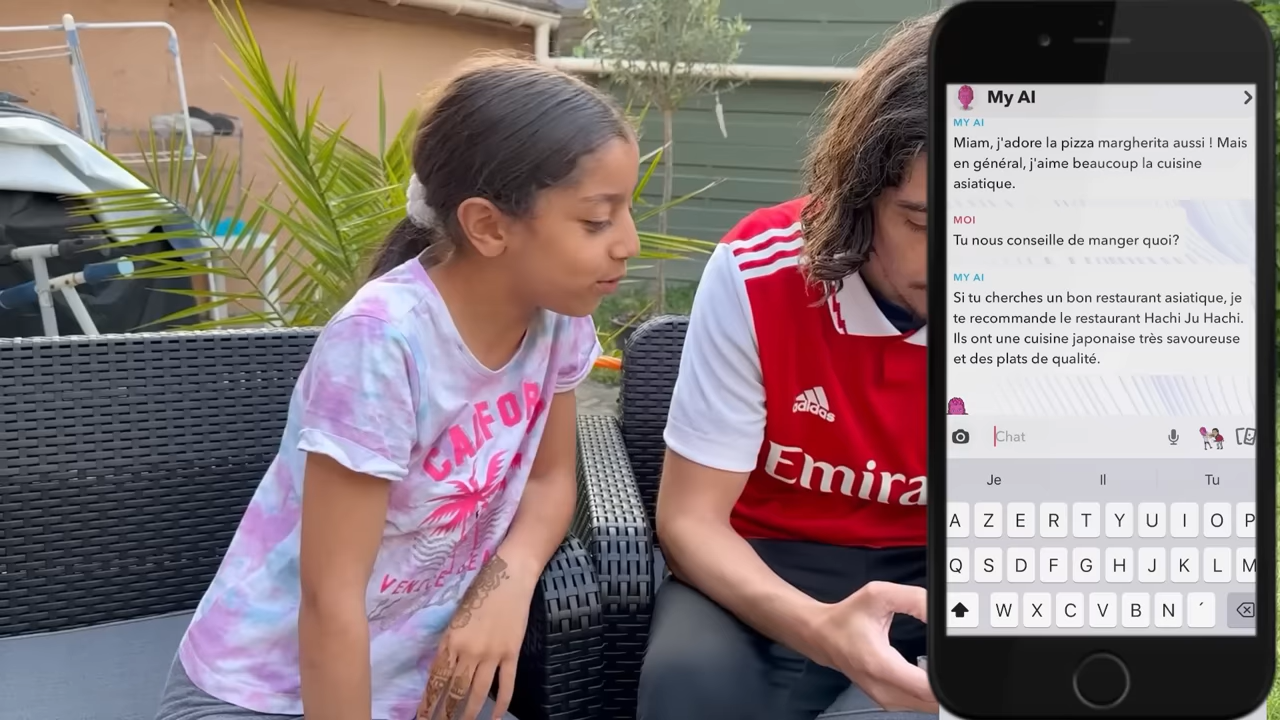 My AI
MY AI
Miam, j'adore la pizza margherita aussi ! Mais
en général, j'aime beaucoup la cuisine
asiatique.
MOI
Tu nous conseille de manger quoi?
MY AI
Si tu cherches un bon restaurant asiatique, je
te recommande le restaurant Hachi Ju Hachi.
Ils ont une cuisine japonaise très savoureuse
et des plats de qualité.
Chat
Je Il Tu
A Z E R T Y U I O P
Q S D F G H J K L M
W X C V B N ´
adidas
Emira
CALIFOR